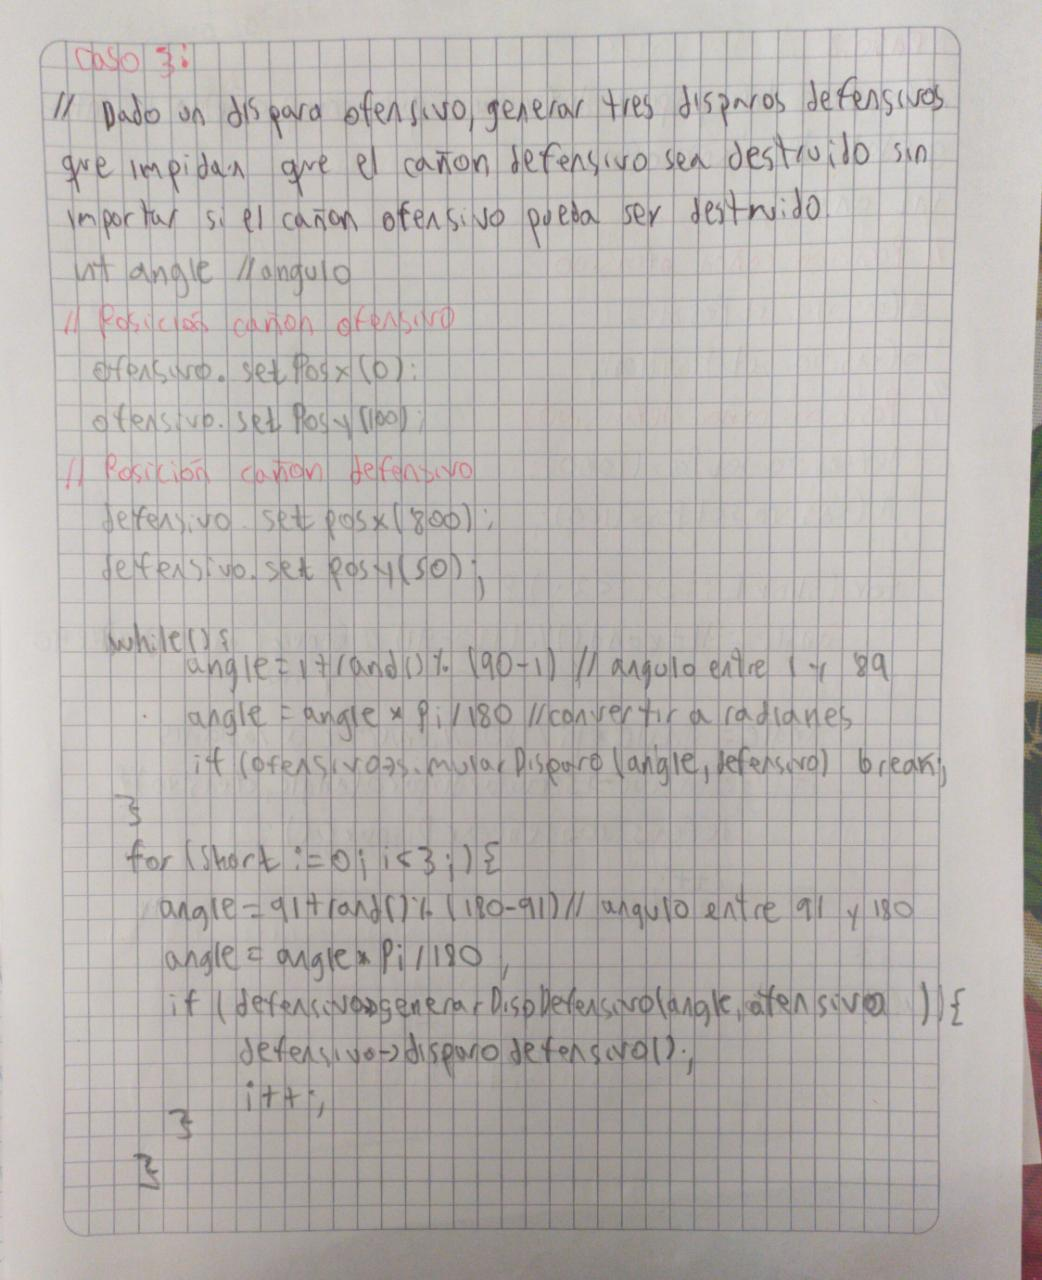 Caso 3:
// Dado un disparo ofensivo, generar tres disparos defensivos
que impidan que el cañon defensivo sea destruido sin
importar si el cañon ofensivo pueda ser destruido.
int angle //angulo
// Posición cañon ofensivo
ofensivo. set Posx(0);
ofensivo. set Posy(100);
// Posición cañon defensivo
defensivo. set posx(800);
defensivo. set posy(50);
while(){
angle=1+rand()% (90-1) // angulo entre 1 y 89
angle = angle * Pi/180 //convertir a radianes
if (ofensivo->simularDisparo(angle, defensivo) break;
}
for (short i=0; i<3;){
angle=91+rand()% (180-91)// angulo entre 91 y 180
angle = angle * Pi/180;
if (defensivo->generarDispDefensivo(angle, ofensivo )){
defensivo->disparo defensivo();
i++;
}
}